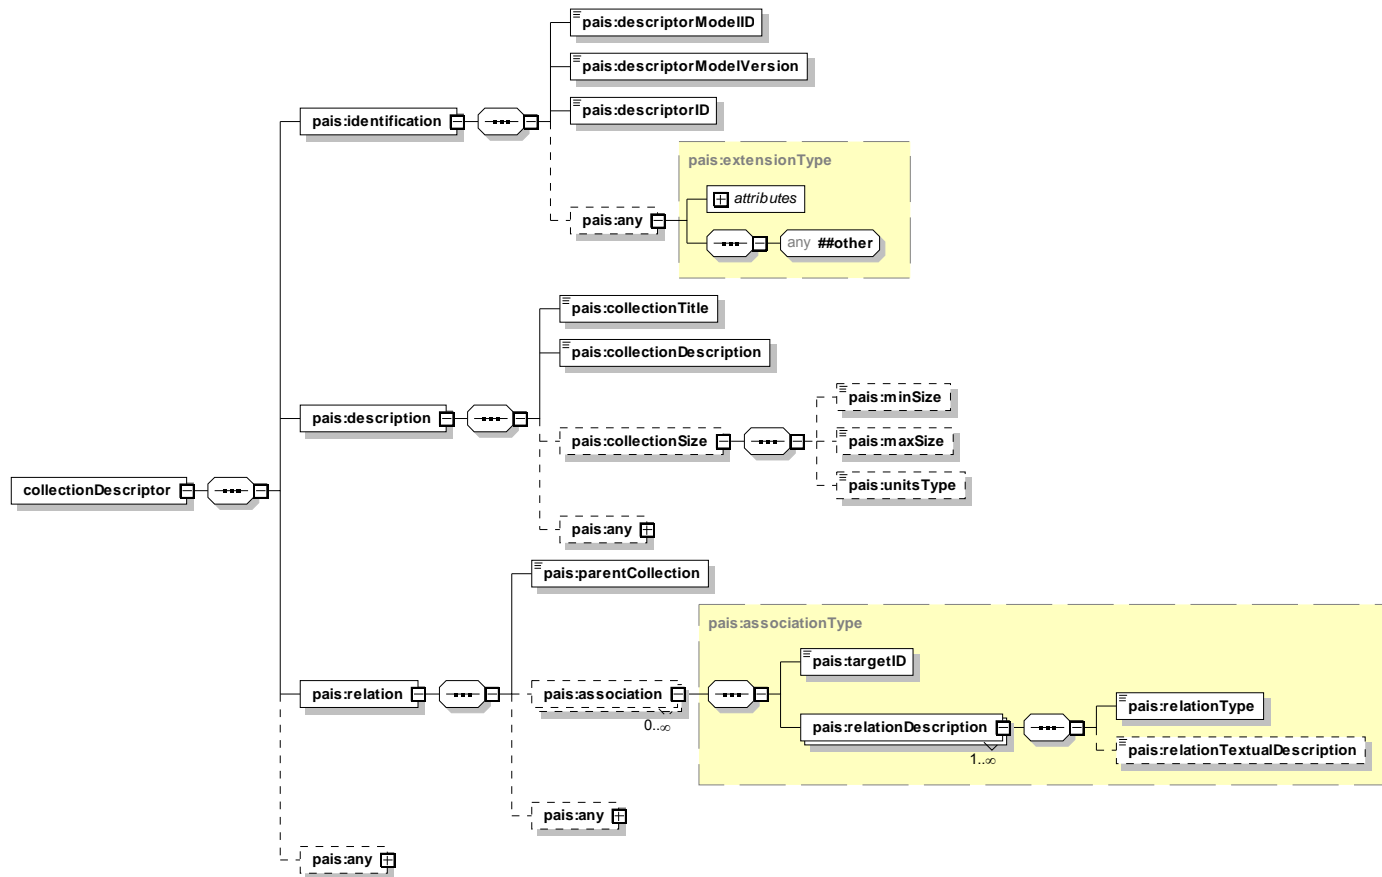 pais:descriptorModelID
pais:descriptorModelVersion
pais:identification
pais:descriptorID
pais:extensionType
attributes
pais:any
any ##other
pais:collectionTitle
pais:collectionDescription
pais:minSize
pais:description
pais:collectionSize
pais:maxSize
pais:unitsType
collectionDescriptor
pais:any
pais:parentCollection
pais:associationType
pais:targetID
pais:relation
pais:association
0..∞
pais:relationDescription
1..∞
pais:relationType
pais:relationTextualDescription
pais:any
pais:any